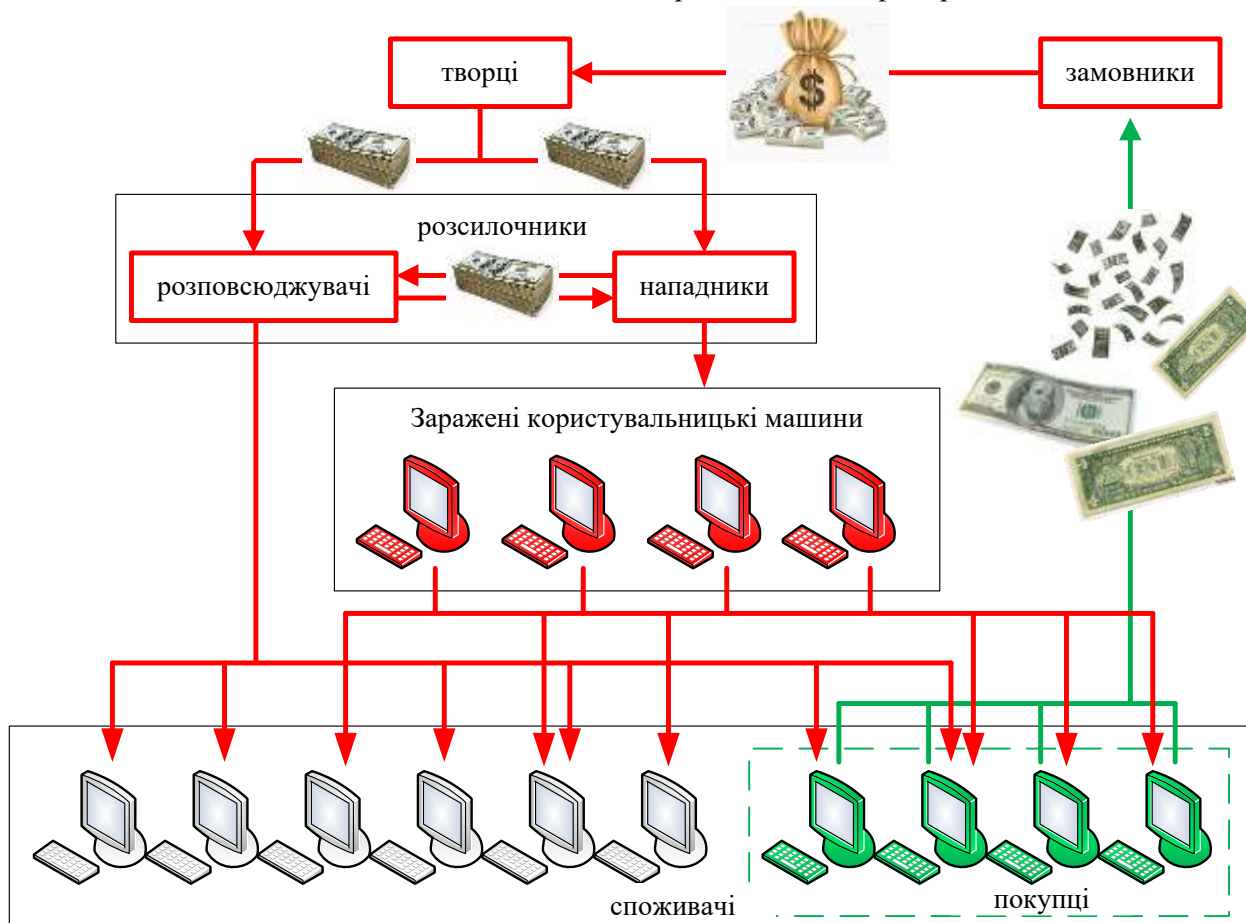 творці
замовники
розсилочники
розповсюджувачі
нападники
Заражені користувальницькі машини
покупці
споживачі